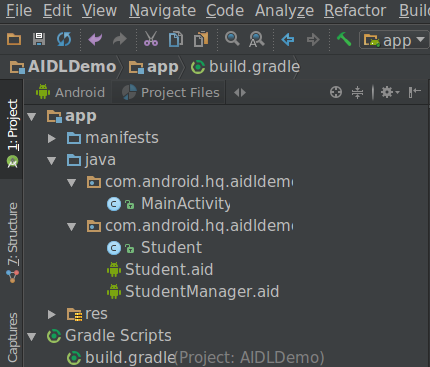 File Edit View Navigate Code Analyze Refactor Buil
app
AIDLDemo app build.gradle
Android Project Files
1: Project
7: Structure
Captures
app
manifests
java
com.android.hq.aidldemo
MainActivity
com.android.hq.aidldemo
Student
Student.aid
StudentManager.aid
res
Gradle Scripts
build.gradle (Project: AIDLDemo)